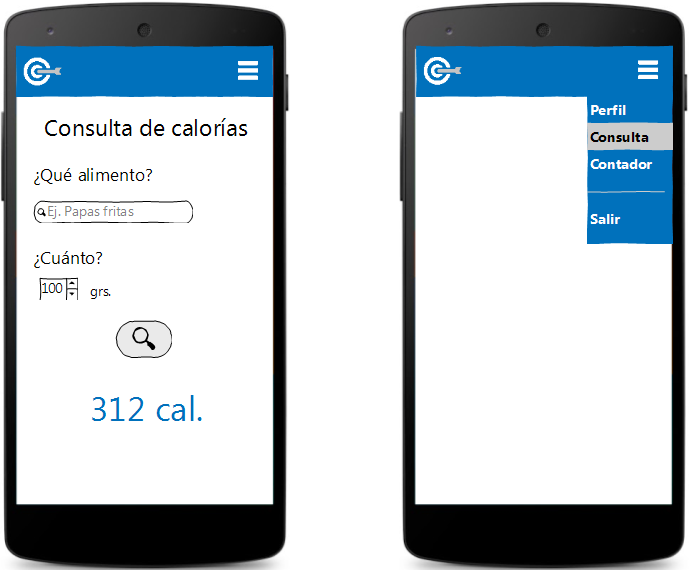 Consulta de calorías
¿Qué alimento?
Ej. Papas fritas
¿Cuánto?
100 grs.
312 cal.
Perfil
Consulta
Contador
Salir